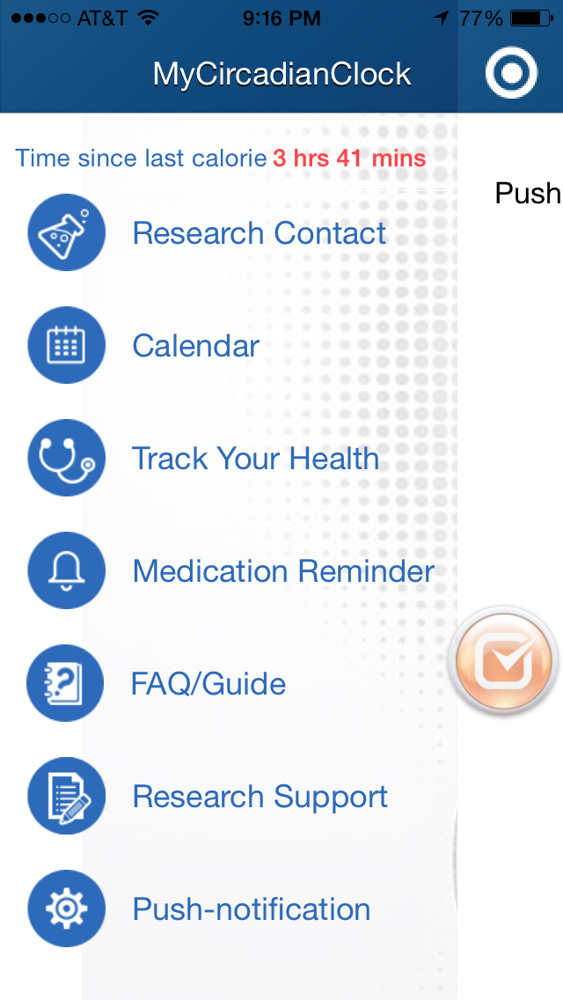 AT&T 9:16 PM 77%
MyCircadianClock
Time since last calorie 3 hrs 41 mins
Push
Research Contact
Calendar
Track Your Health
Medication Reminder
FAQ/Guide
Research Support
Push-notification